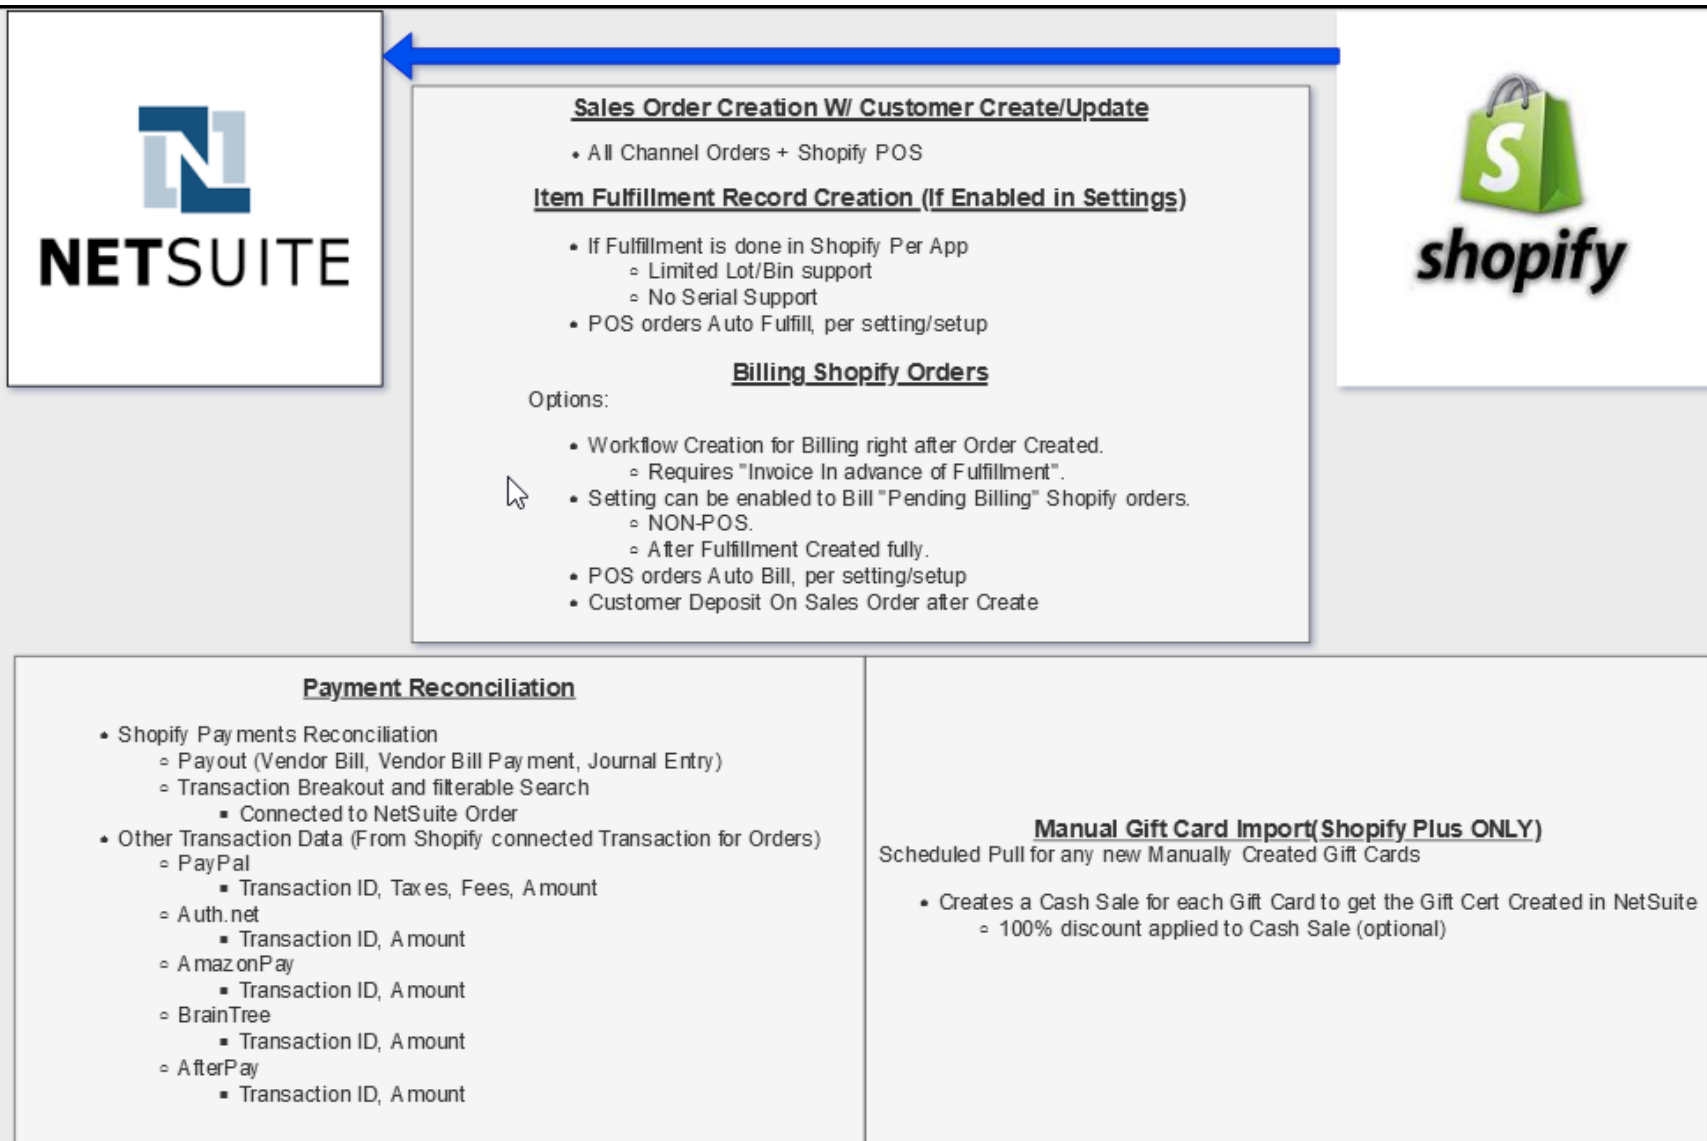 NETSUITE
shopify
Sales Order Creation W/ Customer Create/Update
• All Channel Orders + Shopify POS
Item Fulfillment Record Creation (If Enabled in Settings)
• If Fulfillment is done in Shopify Per App
◦ Limited Lot/Bin support
◦ No Serial Support
• POS orders Auto Fulfill, per setting/setup
Billing Shopify Orders
Options:
• Workflow Creation for Billing right after Order Created.
◦ Requires "Invoice In advance of Fulfillment".
• Setting can be enabled to Bill "Pending Billing" Shopify orders.
◦ NON-POS.
◦ After Fulfillment Created fully.
• POS orders Auto Bill, per setting/setup
• Customer Deposit On Sales Order after Create
Payment Reconciliation
• Shopify Payments Reconciliation
◦ Payout (Vendor Bill, Vendor Bill Payment, Journal Entry)
◦ Transaction Breakout and filterable Search
▪ Connected to NetSuite Order
• Other Transaction Data (From Shopify connected Transaction for Orders)
◦ PayPal
▪ Transaction ID, Taxes, Fees, Amount
◦ Auth.net
▪ Transaction ID, Amount
◦ AmazonPay
▪ Transaction ID, Amount
◦ BrainTree
▪ Transaction ID, Amount
◦ AfterPay
▪ Transaction ID, Amount
Manual Gift Card Import(Shopify Plus ONLY)
Scheduled Pull for any new Manually Created Gift Cards
• Creates a Cash Sale for each Gift Card to get the Gift Cert Created in NetSuite
◦ 100% discount applied to Cash Sale (optional)